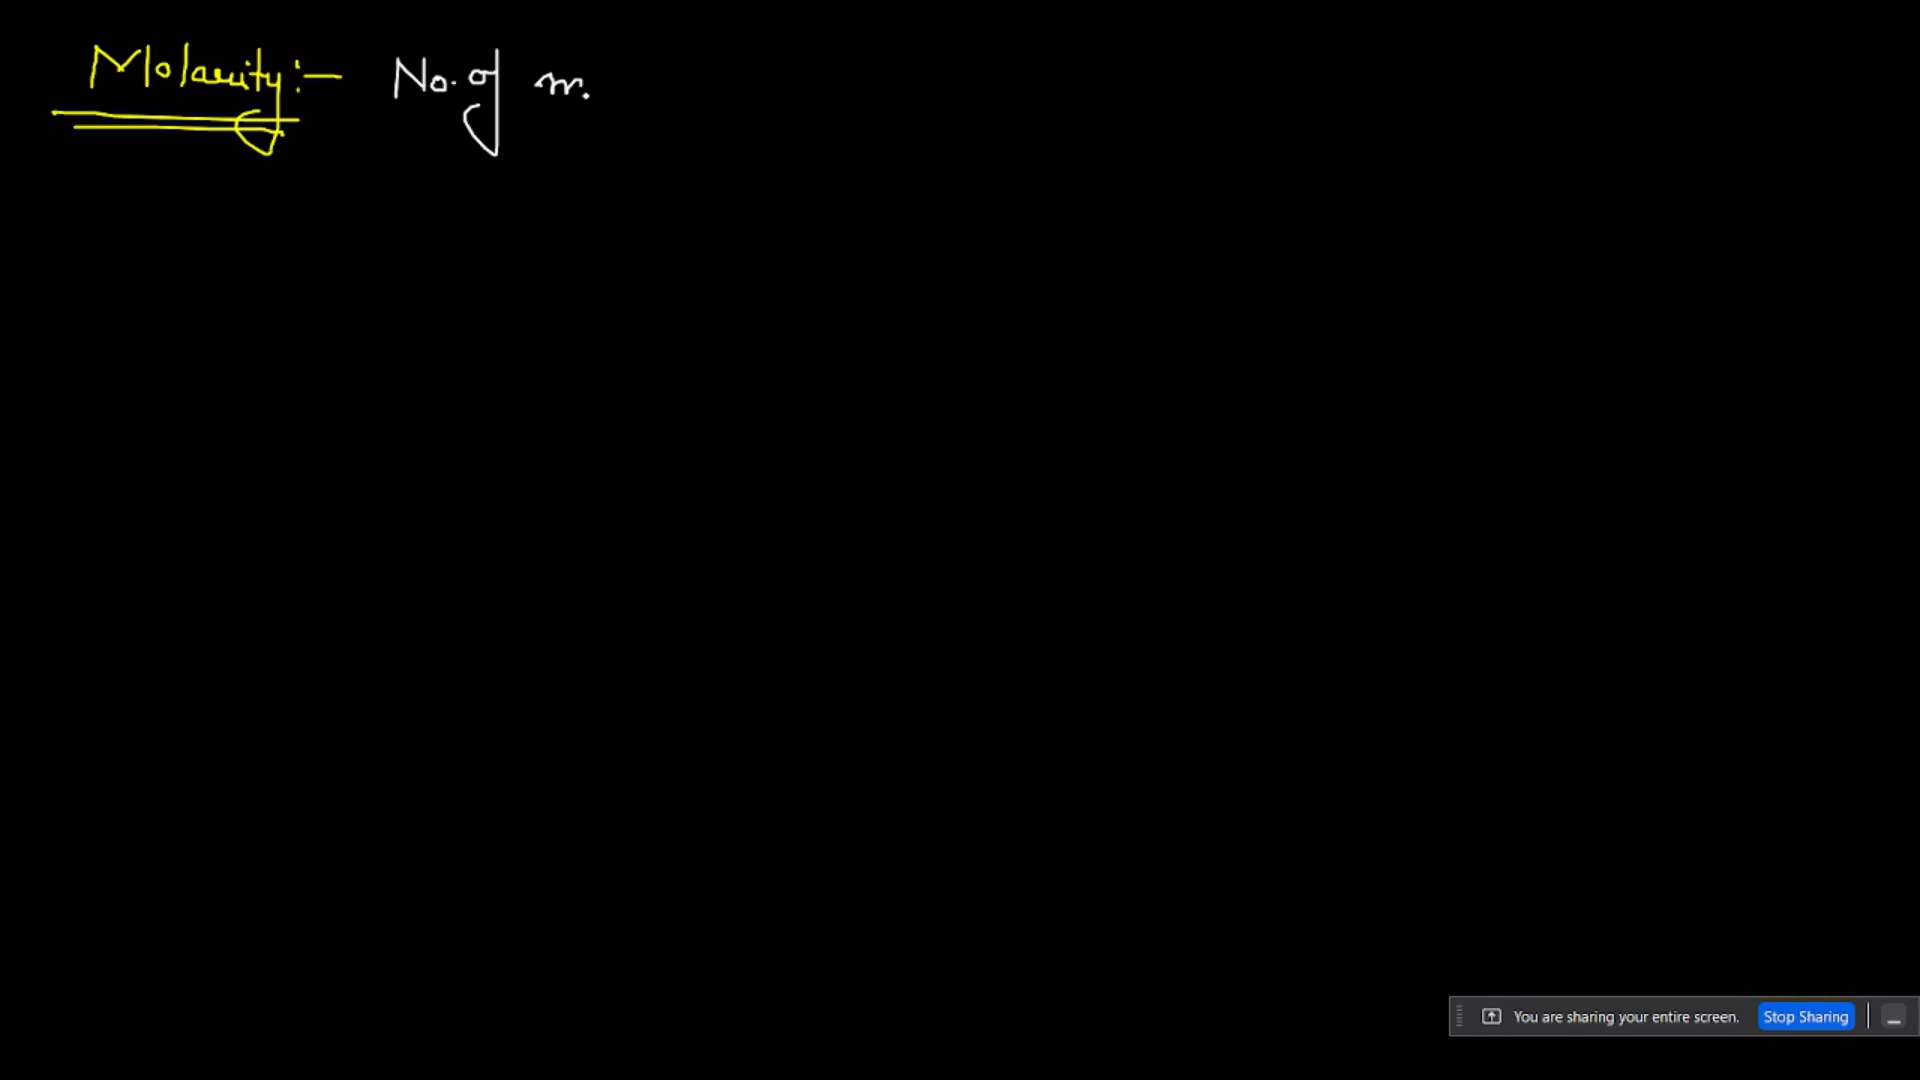 Molarity:- No. of m.
You are sharing your entire screen. Stop Sharing